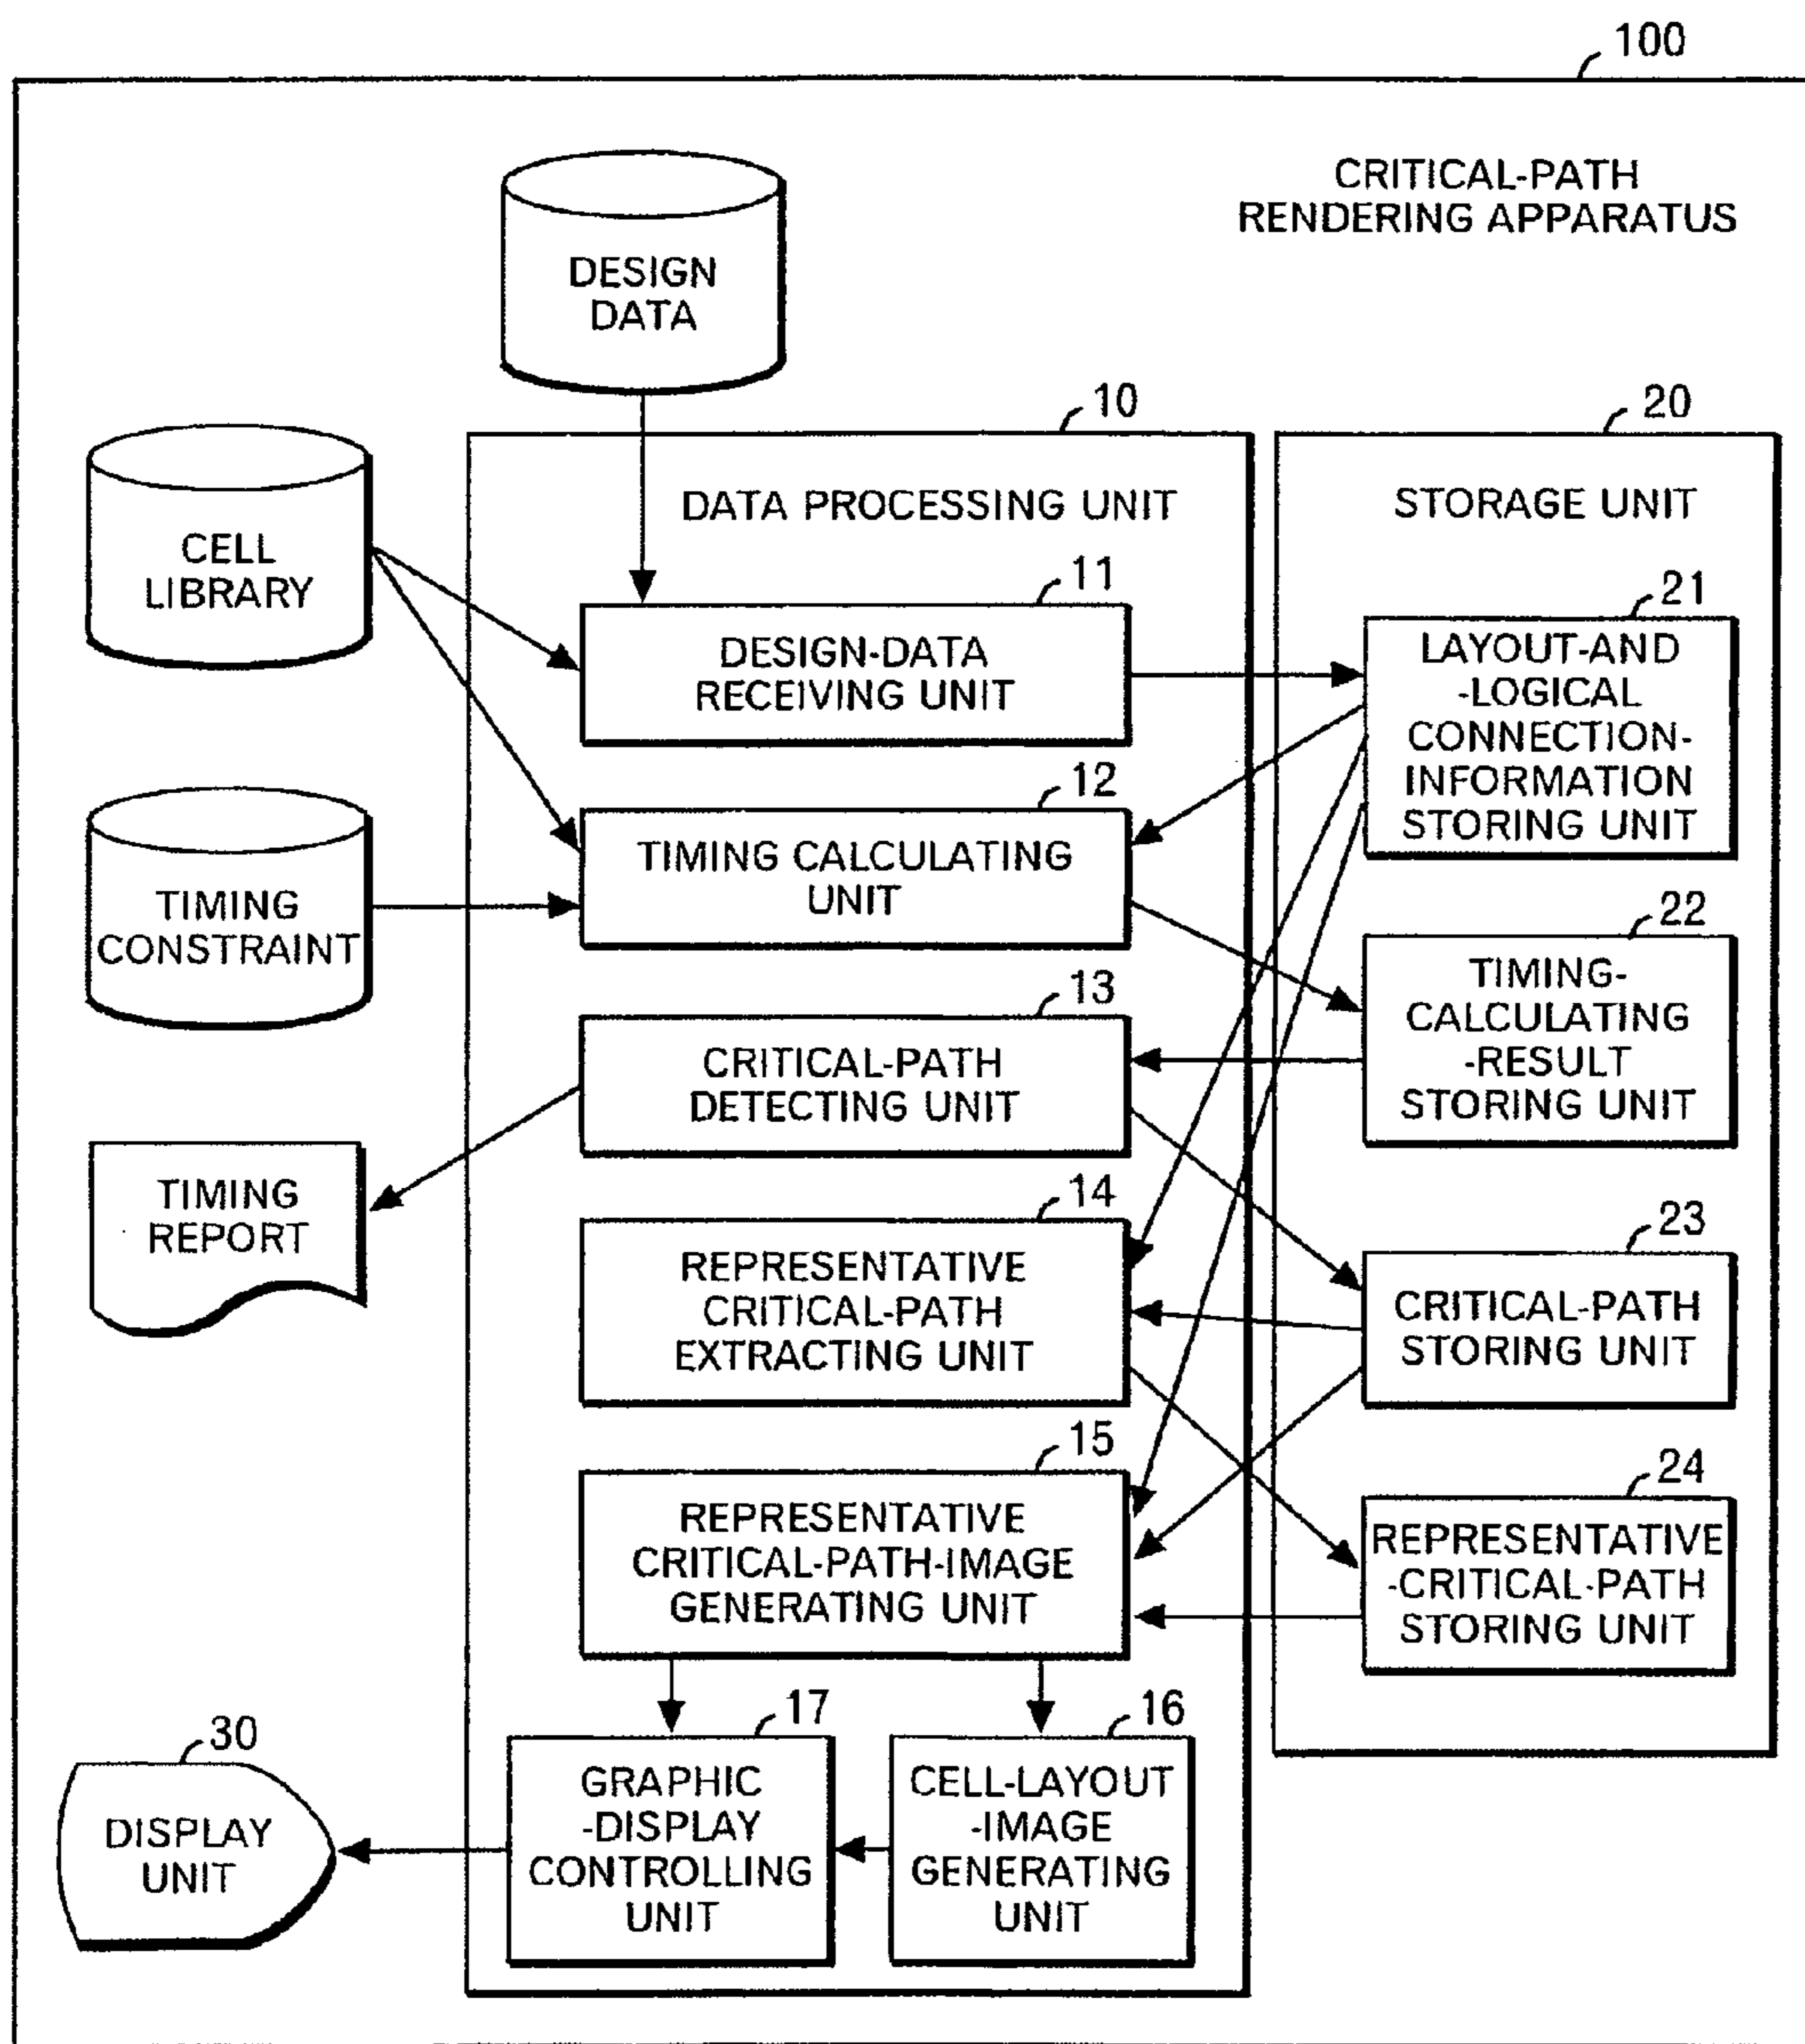 100
CRITICAL-PATH
RENDERING APPARATUS
DESIGN
DATA
10
20
CELL
LIBRARY
DATA PROCESSING UNIT
STORAGE UNIT
11
DESIGN-DATA
RECEIVING UNIT
21
LAYOUT-AND
-LOGICAL
CONNECTION-
INFORMATION
STORING UNIT
TIMING
CONSTRAINT
12
TIMING CALCULATING
UNIT
22
TIMING-
CALCULATING
-RESULT
STORING UNIT
13
CRITICAL-PATH
DETECTING UNIT
TIMING
REPORT
14
REPRESENTATIVE
CRITICAL-PATH
EXTRACTING UNIT
23
CRITICAL-PATH
STORING UNIT
15
REPRESENTATIVE
CRITICAL-PATH-IMAGE
GENERATING UNIT
24
REPRESENTATIVE
-CRITICAL-PATH
STORING UNIT
30
DISPLAY
UNIT
17
GRAPHIC
-DISPLAY
CONTROLLING
UNIT
16
CELL-LAYOUT
-IMAGE
GENERATING
UNIT